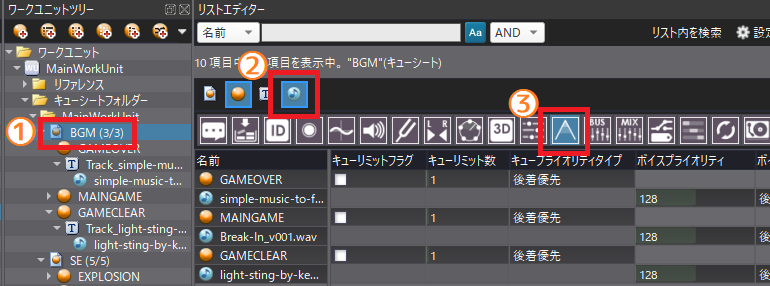 ワークユニットツリー
ワークユニット
WU MainWorkUnit
リファレンス
キューシートフォルダー
MainWorkUnit
① BGM (3/3)
GAMEOVER
T Track_simple-mu...
simple-music-t...
MAINGAME
GAMECLEAR
T Track_light-sting-...
light-sting-by-ke...
SE (5/5)
EXPLOSION
リストエディター
名前 Aa AND リスト内を検索 設定
項目を表示中。"BGM"(キューシート)
②
T
③
ID L R 3D BUS MIX
名前 キューリミットフラグ キューリミット数 キュープライオリティタイプ ボイスプライオリティ
GAMEOVER 1 後着優先
simple-music-to-f... 128
MAINGAME 1 後着優先
Break-In_v001.wav 128
GAMECLEAR 1 後着優先
light-sting-by-ke... 128